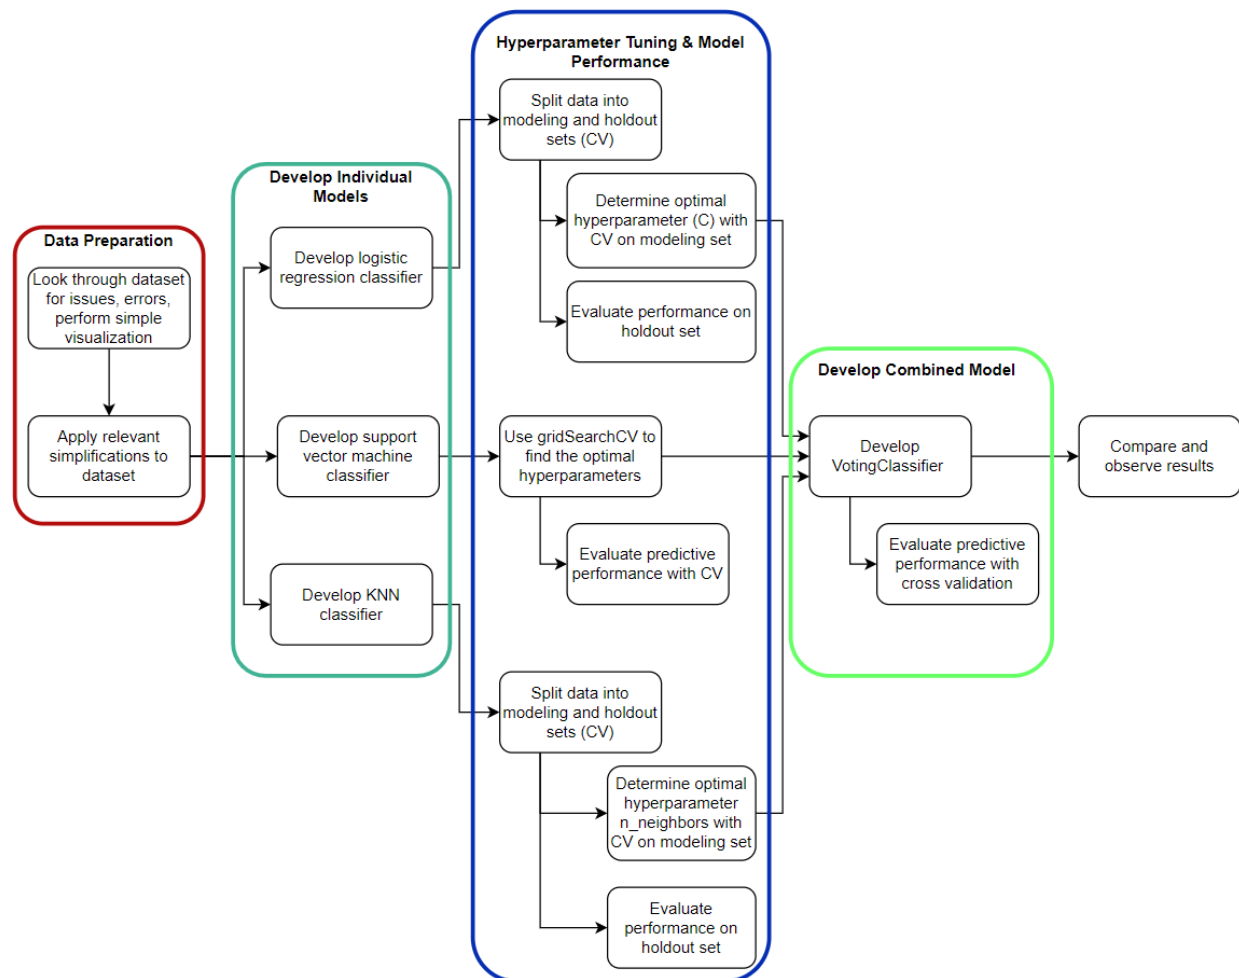 Data Preparation
Look through dataset
for issues, errors,
perform simple
visualization
Apply relevant
simplifications to
dataset
Develop Individual
Models
Develop logistic
regression classifier
Develop support
vector machine
classifier
Develop KNN
classifier
Hyperparameter Tuning & Model
Performance
Split data into
modeling and holdout
sets (CV)
Determine optimal
hyperparameter (C) with
CV on modeling set
Evaluate performance on
holdout set
Use gridSearchCV to
find the optimal
hyperparameters
Evaluate predictive
performance with CV
Split data into
modeling and holdout
sets (CV)
Determine optimal
hyperparameter
n_neighbors with
CV on modeling set
Evaluate
performance on
holdout set
Develop Combined Model
Develop
VotingClassifier
Evaluate predictive
performance with
cross validation
Compare and
observe results